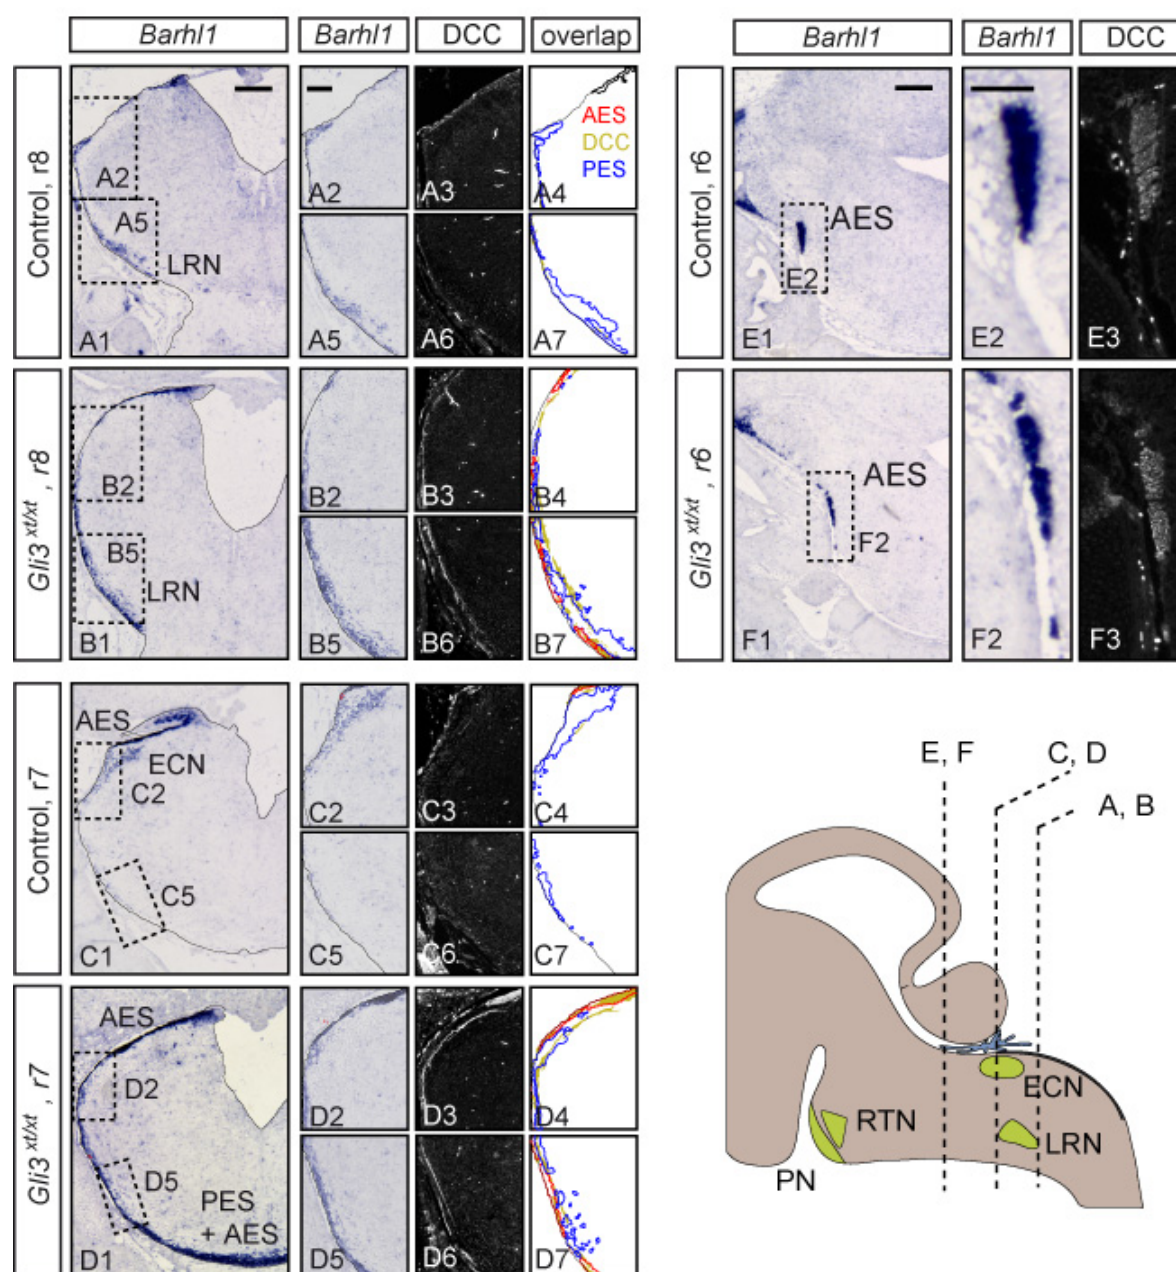 Barhl1
Barhl1
DCC
overlap
Control, r8
A2
A5
LRN
A1
A2
A3
AES
DCC
PES
A4
A5
A6
A7
Gli3 xt/xt , r8
B2
B5
LRN
B1
B2
B3
B4
B5
B6
B7
Control, r7
AES
ECN
C2
C5
C1
C2
C3
C4
C5
C6
C7
Gli3 xt/xt , r7
AES
D2
D5
PES
+ AES
D1
D2
D3
D4
D5
D6
D7
Barhl1
Barhl1
DCC
Control, r6
AES
E2
E1
E2
E3
Gli3 xt/xt , r6
AES
F2
F1
F2
F3
E, F
C, D
A, B
ECN
RTN
LRN
PN